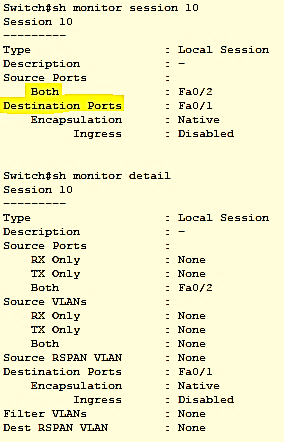 Switch$sh monitor session 10
Session 10
---------
Type : Local Session
Description : -
Source Ports :
Both : Fa0/2
Destination Ports : Fa0/1
Encapsulation : Native
Ingress : Disabled
Switch$sh monitor detail
Session 10
---------
Type : Local Session
Description : -
Source Ports :
RX Only : None
TX Only : None
Both : Fa0/2
Source VLANs :
RX Only : None
TX Only : None
Both : None
Source RSPAN VLAN : None
Destination Ports : Fa0/1
Encapsulation : Native
Ingress : Disabled
Filter VLANs : None
Dest RSPAN VLAN : None